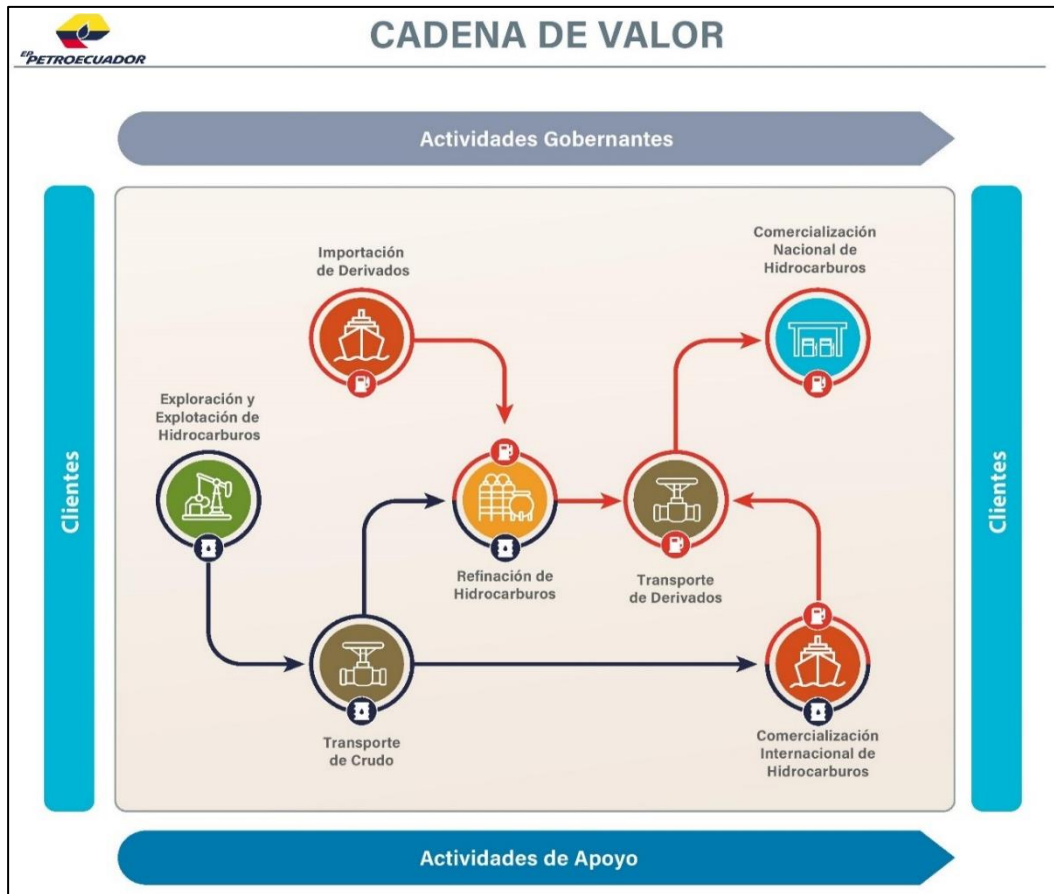 EP PETROECUADOR
CADENA DE VALOR
Actividades Gobernantes
Clientes
Importación
de Derivados
Comercialización
Nacional de
Hidrocarburos
Exploración y
Explotación de
Hidrocarburos
Refinación de
Hidrocarburos
Transporte
de Derivados
Transporte
de Crudo
Comercialización
Internacional de
Hidrocarburos
Clientes
Actividades de Apoyo